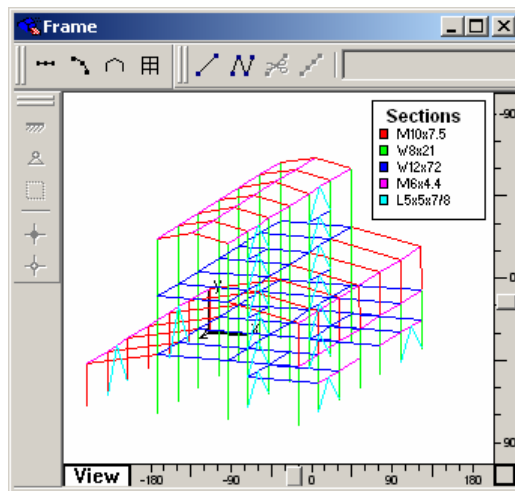 Frame
Sections
M10x7.5
W8x21
W12x72
M6x4.4
L5x5x7/8
-90
0
-90
Y
X
Z
View
-180
-90
0
90
180